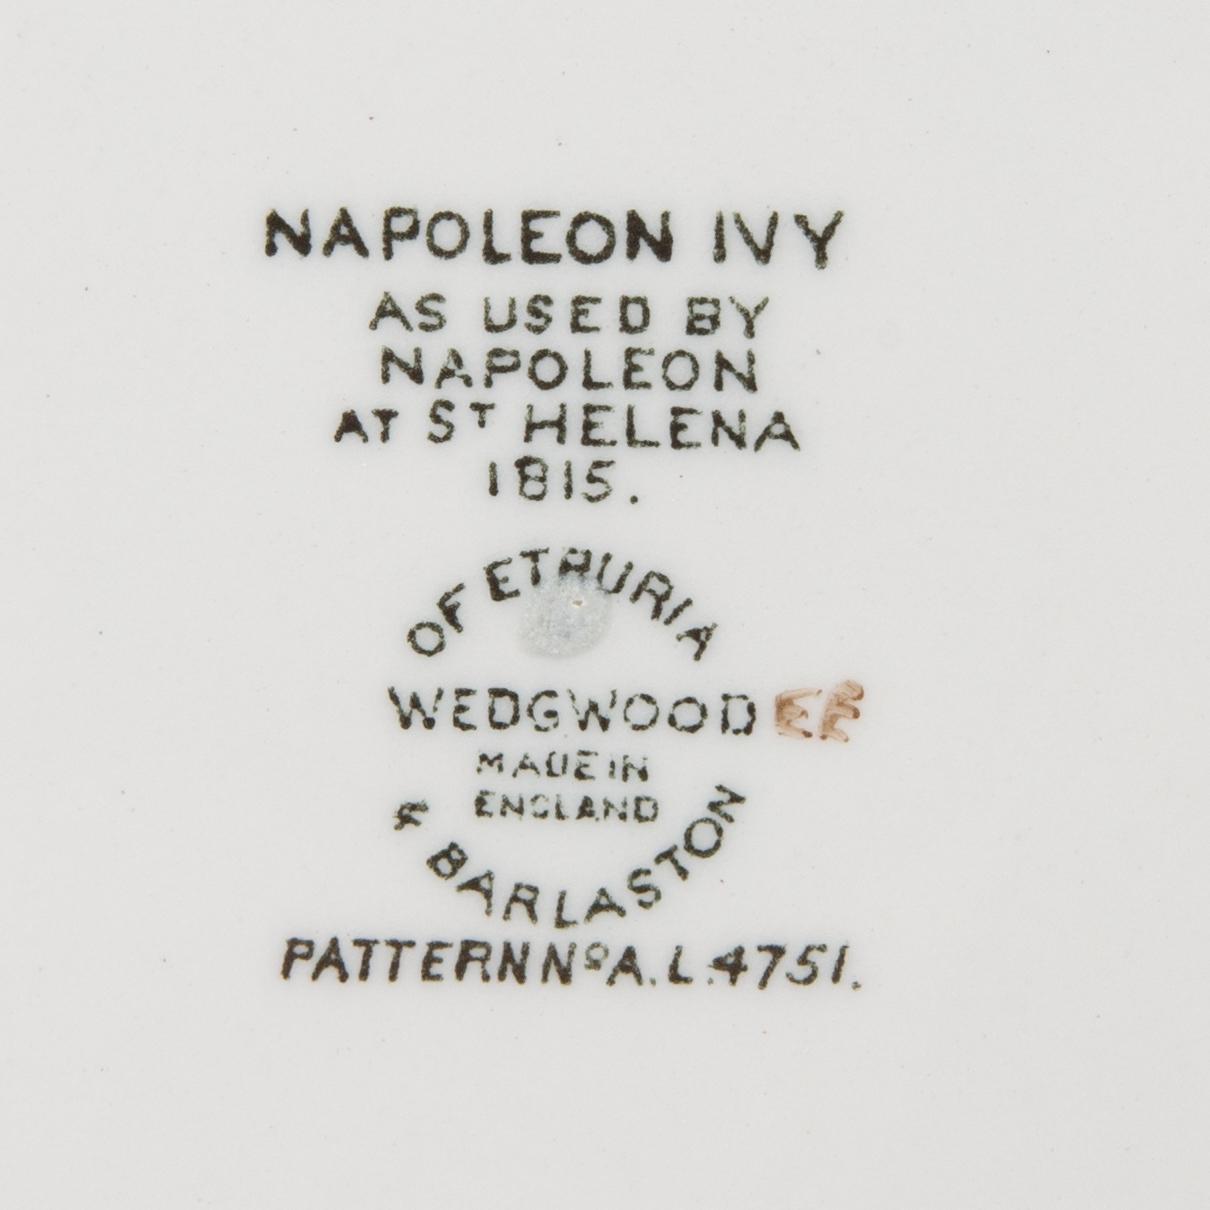 NAPOLEON IVY
AS USED BY
NAPOLEON
AT ST HELENA
1815.
OF ETRURIA
WEDGWOOD EE
MADE IN
ENGLAND
& BARLASTON
PATTERN No A.L.4751.